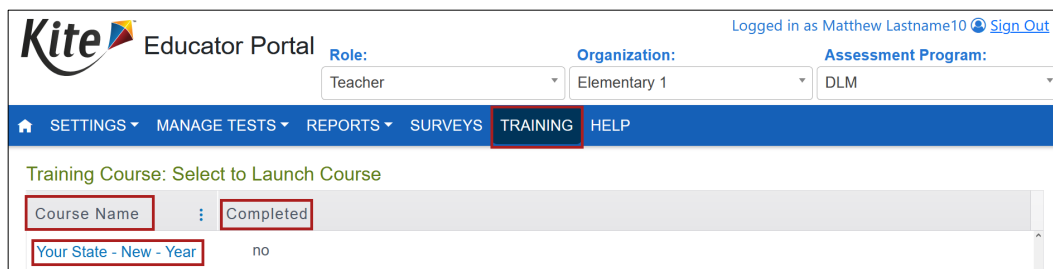 Logged in as Matthew Lastname10 Sign Out
Kite Educator Portal
Role: Organization: Assessment Program:
Teacher Elementary 1 DLM
SETTINGS MANAGE TESTS REPORTS SURVEYS TRAINING HELP
Training Course: Select to Launch Course
Course Name Completed
Your State - New - Year no